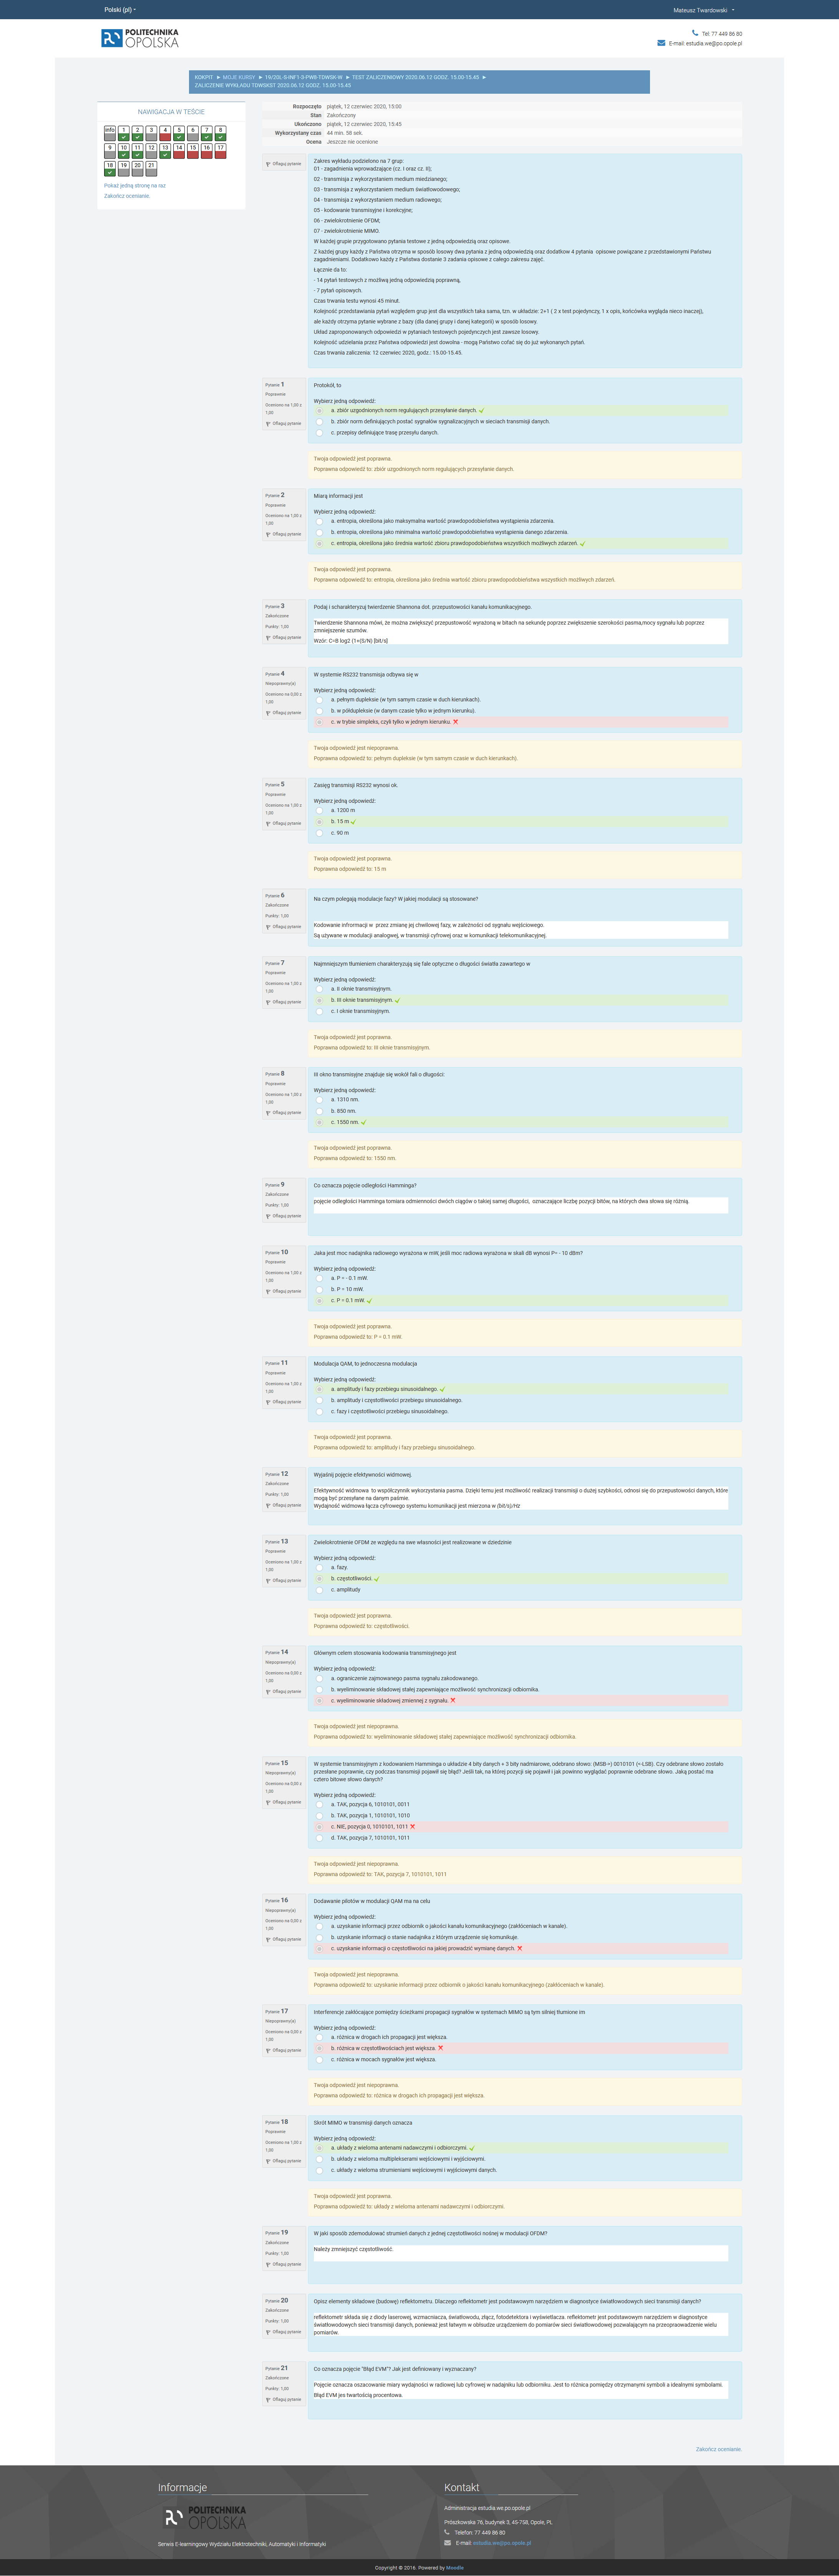 Polski (pl)
Mateusz Twardowski
POLITECHNIKA
OPOLSKA
Tel: 77 449 86 80
E-mail: estudia.we@po.opole.pl
KOKPIT ► MOJE KURSY ► 19/20L-S-INF1-S-PWB-TDWSK-W ► TEST ZALICZENIOWY 2020.06.12 GODZ. 15.00-15.45 ►
ZALICZENIE WYKŁADU TDWSKST 2020.06.12 GODZ. 15.00-15.45
NAWIGACJA W TEŚCIE
info 1 2 3 4 5 6 7 8
9 10 11 12 13 14 15 16 17
18 19 20 21
Pokaż jedną stronę na raz
Zakończ ocenianie.
Rozpoczęto piątek, 12 czerwiec 2020, 15:00
Stan Zakończony
Ukończono piątek, 12 czerwiec 2020, 15:45
Wykorzystany czas 44 min. 58 sek.
Ocena Jeszcze nie ocenione
Oflaguj pytanie
Zakres wykładu podzielono na 7 grup:
01 - zagadnienia wprowadzające (cz. I oraz cz. II);
02 - transmisja z wykorzystaniem medium miedzianego;
03 - transmisja z wykorzystaniem medium światłowodowego;
04 - transmisja z wykorzystaniem medium radiowego;
05 - kodowanie transmisyjne i korekcyjne;
06 - zwielokrotnienie OFDM;
07 - zwielokrotnienie MIMO.
W każdej grupie przygotowano pytania testowe z jedną odpowiedzią oraz opisowe.
Z każdej grupy każdy z Państwa otrzyma w sposób losowy dwa pytania z jedną odpowiedzią oraz dodatkow 4 pytania opisowe powiązane z przedstawionymi Państwu
zagadnieniami. Dodatkowo każdy z Państwa dostanie 3 zadania opisowe z całego zakresu zajęć.
Łącznie da to:
- 14 pytań testowych z możliwą jedną odpowiedzią poprawną,
- 7 pytań opisowych.
Czas trwania testu wynosi 45 minut.
Kolejność przedstawiania pytań względem grup jest dla wszystkich taka sama, tzn. w układzie: 2+1 ( 2 x test pojedynczy, 1 x opis, końcówka wygląda nieco inaczej),
ale każdy otrzyma pytanie wybrane z bazy (dla danej grupy i danej kategorii) w sposób losowy.
Układ zaproponowanych odpowiedzi w pytaniach testowych pojedynczych jest zawsze losowy.
Kolejność udzielania przez Państwa odpowiedzi jest dowolna - mogą Państwo cofać się do już wykonanych pytań.
Czas trwania zaliczenia: 12 czerwiec 2020, godz.: 15.00-15.45.
Pytanie 1
Poprawnie
Oceniono na 1,00 z
1,00
Oflaguj pytanie
Protokół, to
Wybierz jedną odpowiedź:
a. zbiór uzgodnionych norm regulujących przesyłanie danych.
b. zbiór norm definiujących postać sygnałów sygnalizacyjnych w sieciach transmisji danych.
c. przepisy definiujące trasę przesyłu danych.
Twoja odpowiedź jest poprawna.
Poprawna odpowiedź to: zbiór uzgodnionych norm regulujących przesyłanie danych.
Pytanie 2
Poprawnie
Oceniono na 1,00 z
1,00
Oflaguj pytanie
Miarą informacji jest
Wybierz jedną odpowiedź:
a. entropia, określona jako maksymalna wartość prawdopodobieństwa wystąpienia zdarzenia.
b. entropia, określona jako minimalna wartość prawdopodobieństwa wystąpienia danego zdarzenia.
c. entropia, określona jako średnia wartość zbioru prawdopodobieństwa wszystkich możliwych zdarzeń.
Twoja odpowiedź jest poprawna.
Poprawna odpowiedź to: entropia, określona jako średnia wartość zbioru prawdopodobieństwa wszystkich możliwych zdarzeń.
Pytanie 3
Zakończone
Punkty: 1,00
Oflaguj pytanie
Podaj i scharakteryzuj twierdzenie Shannona dot. przepustowości kanału komunikacyjnego.
Twierdzenie Shannona mówi, że można zwiększyć przepustowość wyrażoną w bitach na sekundę poprzez zwiększenie szerokości pasma,mocy sygnału lub poprzez
zmniejszenie szumów.
Wzór: C=B log2 (1+(S/N) [bit/s]
Pytanie 4
Niepoprawny(a)
Oceniono na 0,00 z
1,00
Oflaguj pytanie
W systemie RS232 transmisja odbywa się w
Wybierz jedną odpowiedź:
a. pełnym dupleksie (w tym samym czasie w duch kierunkach).
b. w półdupleksie (w danym czasie tylko w jednym kierunku).
c. w trybie simpleks, czyli tylko w jednym kierunku.
Twoja odpowiedź jest niepoprawna.
Poprawna odpowiedź to: pełnym dupleksie (w tym samym czasie w duch kierunkach).
Pytanie 5
Poprawnie
Oceniono na 1,00 z
1,00
Oflaguj pytanie
Zasięg transmisji RS232 wynosi ok.
Wybierz jedną odpowiedź:
a. 1200 m
b. 15 m
c. 90 m
Twoja odpowiedź jest poprawna.
Poprawna odpowiedź to: 15 m
Pytanie 6
Zakończone
Punkty: 1,00
Oflaguj pytanie
Na czym polegają modulacje fazy? W jakiej modulacji są stosowane?
Kodowanie infrormacji w przez zmianę jej chwilowej fazy, w zależności od sygnału wejściowego.
Są używane w modulacji analogwej, w transmisji cyfrowej oraz w komunikacji telekomunikacyjnej.
Pytanie 7
Poprawnie
Oceniono na 1,00 z
1,00
Oflaguj pytanie
Najmniejszym tłumieniem charakteryzują się fale optyczne o długości światła zawartego w
Wybierz jedną odpowiedź:
a. II oknie transmisyjnym.
b. III oknie transmisyjnym.
c. I oknie transmisyjnym.
Twoja odpowiedź jest poprawna.
Poprawna odpowiedź to: III oknie transmisyjnym.
Pytanie 8
Poprawnie
Oceniono na 1,00 z
1,00
Oflaguj pytanie
III okno transmisyjne znajduje się wokół fali o długości:
Wybierz jedną odpowiedź:
a. 1310 nm.
b. 850 nm.
c. 1550 nm.
Twoja odpowiedź jest poprawna.
Poprawna odpowiedź to: 1550 nm.
Pytanie 9
Zakończone
Punkty: 1,00
Oflaguj pytanie
Co oznacza pojęcie odległości Hamminga?
pojęcie odległości Hamminga tomiara odmienności dwóch ciągów o takiej samej długości, oznaczające liczbę pozycji bitów, na których dwa słowa się różnią.
Pytanie 10
Poprawnie
Oceniono na 1,00 z
1,00
Oflaguj pytanie
Jaka jest moc nadajnika radiowego wyrażona w mW, jeśli moc radiowa wyrażona w skali dB wynosi P= - 10 dBm?
Wybierz jedną odpowiedź:
a. P = - 0.1 mW.
b. P = 10 mW.
c. P = 0.1 mW.
Twoja odpowiedź jest poprawna.
Poprawna odpowiedź to: P = 0.1 mW.
Pytanie 11
Poprawnie
Oceniono na 1,00 z
1,00
Oflaguj pytanie
Modulacja QAM, to jednoczesna modulacja
Wybierz jedną odpowiedź:
a. amplitudy i fazy przebiegu sinusoidalnego.
b. amplitudy i częstotliwości przebiegu sinusoidalnego.
c. fazy i częstotliwości przebiegu sinusoidalnego.
Twoja odpowiedź jest poprawna.
Poprawna odpowiedź to: amplitudy i fazy przebiegu sinusoidalnego.
Pytanie 12
Zakończone
Punkty: 1,00
Oflaguj pytanie
Wyjaśnij pojęcie efektywności widmowej.
Efektywność widmowa to współczynnik wykorzystania pasma. Dzięki temu jest możliwość realizacji transmisji o dużej szybkości, odnosi się do przepustowości danych, które
mogą być przesyłane na danym paśmie.
Wydajność widmowa łącza cyfrowego systemu komunikacji jest mierzona w (bit/s)/Hz
Pytanie 13
Poprawnie
Oceniono na 1,00 z
1,00
Oflaguj pytanie
Zwielokrotnienie OFDM ze względu na swe własności jest realizowane w dziedzinie
Wybierz jedną odpowiedź:
a. fazy.
b. częstotliwości.
c. amplitudy
Twoja odpowiedź jest poprawna.
Poprawna odpowiedź to: częstotliwości.
Pytanie 14
Niepoprawny(a)
Oceniono na 0,00 z
1,00
Oflaguj pytanie
Głównym celem stosowania kodowania transmisyjnego jest
Wybierz jedną odpowiedź:
a. ograniczenie zajmowanego pasma sygnału zakodowanego.
b. wyeliminowanie składowej stałej zapewniające możliwość synchronizacji odbiornika.
c. wyeliminowanie składowej zmiennej z sygnału.
Twoja odpowiedź jest niepoprawna.
Poprawna odpowiedź to: wyeliminowanie składowej stałej zapewniające możliwość synchronizacji odbiornika.
Pytanie 15
Niepoprawny(a)
Oceniono na 0,00 z
1,00
Oflaguj pytanie
W systemie transmisyjnym z kodowaniem Hamminga o układzie 4 bity danych + 3 bity nadmiarowe, odebrano słowo: (MSB->) 0010101 (<-LSB). Czy odebrane słowo zostało
przesłane poprawnie, czy podczas transmisji pojawił się błąd? Jeśli tak, na której pozycji się pojawił i jak powinno wyglądać poprawnie odebrane słowo. Jaką postać ma
cztero bitowe słowo danych?
Wybierz jedną odpowiedź:
a. TAK, pozycja 6, 1010101, 0011
b. TAK, pozycja 1, 1010101, 1010
c. NIE, pozycja 0, 1010101, 1011
d. TAK, pozycja 7, 1010101, 1011
Twoja odpowiedź jest niepoprawna.
Poprawna odpowiedź to: TAK, pozycja 7, 1010101, 1011
Pytanie 16
Niepoprawny(a)
Oceniono na 0,00 z
1,00
Oflaguj pytanie
Dodawanie pilotów w modulacji QAM ma na celu
Wybierz jedną odpowiedź:
a. uzyskanie informacji przez odbiornik o jakości kanału komunikacyjnego (zakłóceniach w kanale).
b. uzyskanie informacji o stanie nadajnika z którym urządzenie się komunikuje.
c. uzyskanie informacji o częstotliwości na jakiej prowadzić wymianę danych.
Twoja odpowiedź jest niepoprawna.
Poprawna odpowiedź to: uzyskanie informacji przez odbiornik o jakości kanału komunikacyjnego (zakłóceniach w kanale).
Pytanie 17
Niepoprawny(a)
Oceniono na 0,00 z
1,00
Oflaguj pytanie
Interferencje zakłócające pomiędzy ścieżkami propagacji sygnałów w systemach MIMO są tym silniej tłumione im
Wybierz jedną odpowiedź:
a. różnica w drogach ich propagacji jest większa.
b. różnica w częstotliwościach jest większa.
c. różnica w mocach sygnałów jest większa.
Twoja odpowiedź jest niepoprawna.
Poprawna odpowiedź to: różnica w drogach ich propagacji jest większa.
Pytanie 18
Poprawnie
Oceniono na 1,00 z
1,00
Oflaguj pytanie
Skrót MIMO w transmisji danych oznacza
Wybierz jedną odpowiedź:
a. układy z wieloma antenami nadawczymi i odbiorczymi.
b. układy z wieloma multiplekserami wejściowymi i wyjściowymi.
c. układy z wieloma strumieniami wejściowymi i wyjściowymi danych.
Twoja odpowiedź jest poprawna.
Poprawna odpowiedź to: układy z wieloma antenami nadawczymi i odbiorczymi.
Pytanie 19
Zakończone
Punkty: 1,00
Oflaguj pytanie
W jaki sposób zdemodulować strumień danych z jednej częstotliwości nośnej w modulacji OFDM?
Należy zmniejszyć częstotliwość.
Pytanie 20
Zakończone
Punkty: 1,00
Oflaguj pytanie
Opisz elementy składowe (budowę) reflektometru. Dlaczego reflektometr jest podstawowym narzędziem w diagnostyce światłowodowych sieci transmisji danych?
reflektometr składa się z diody laserowej, wzmacniacza, światłowodu, złącz, fotodetektora i wyświetlacza. reflektometr jest podstawowym narzędziem w diagnostyce
światłowodowych sieci transmisji danych, ponieważ jest łatwym w obłsudze urządzeniem do pomiarów sieci światłowodowej pozwalającym na przeopraowadzenie wielu
pomiarów.
Pytanie 21
Zakończone
Punkty: 1,00
Oflaguj pytanie
Co oznacza pojęcie "Błąd EVM"? Jak jest definiowany i wyznaczany?
Pojęcie oznacza oszacowanie miary wydajności w radiowej lub cyfrowej w nadajniku lub odbiorniku. Jest to różnica pomiędzy otrzymanymi symboli a idealnymi symbolami.
Błąd EVM jes twartością procentowa.
Zakończ ocenianie.
Informacje
POLITECHNIKA
OPOLSKA
Serwis E-learningowy Wydziału Elektrotechniki, Automatyki i Informatyki
Kontakt
Administracja estudia.we.po.opole.pl
Prószkowska 76, budynek 3, 45-758, Opole, PL
Telefon: 77 449 86 80
E-mail: estudia.we@po.opole.pl
Copyright © 2016. Powered by Moodle